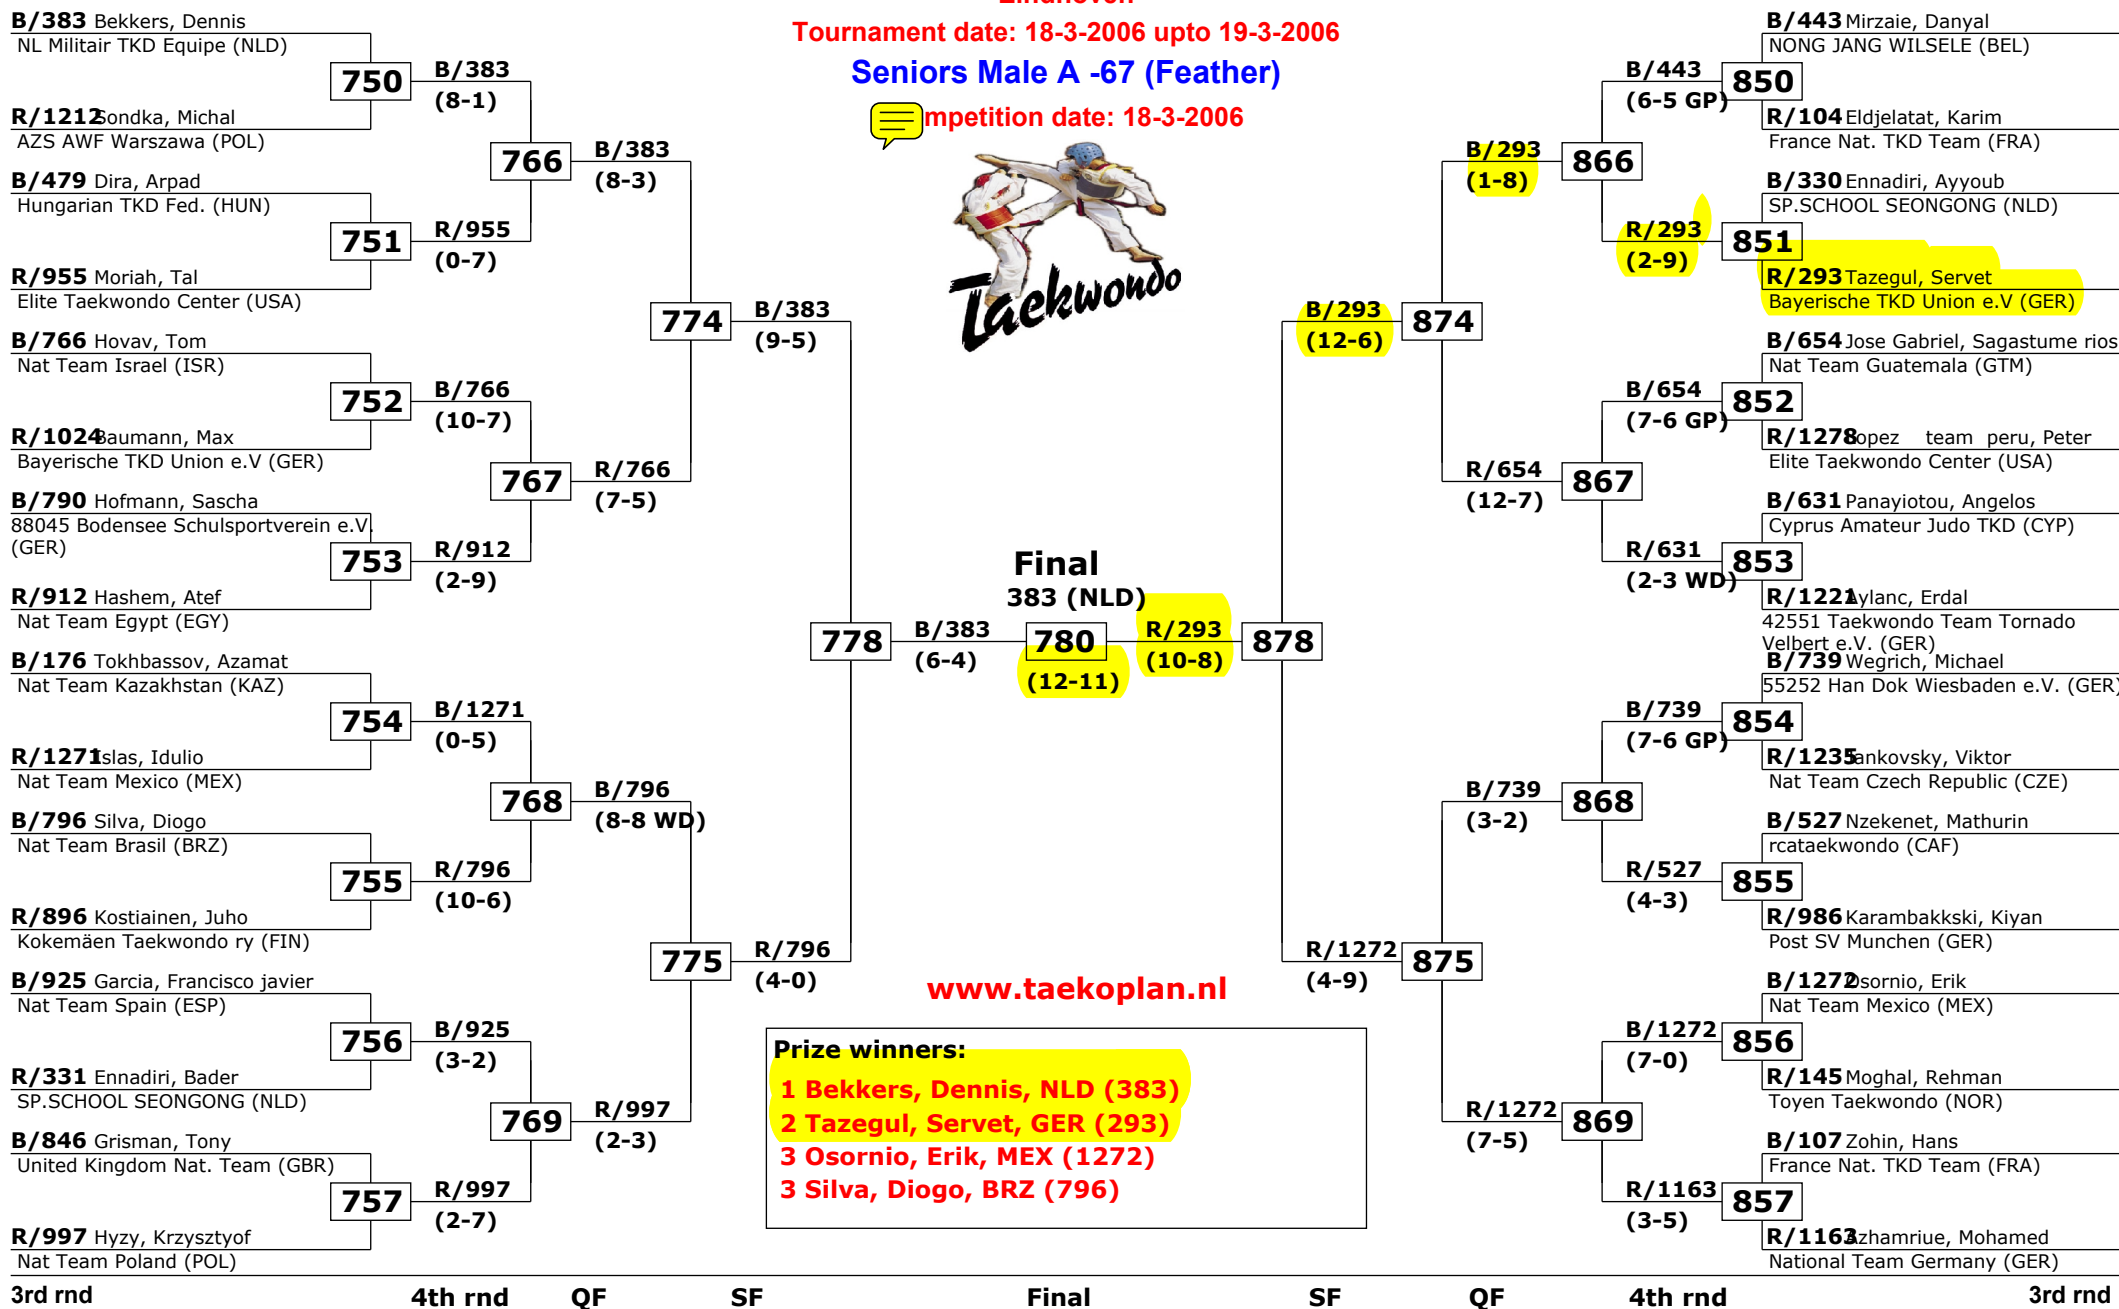 Eindhoven
Tournament date: 18-3-2006 upto 19-3-2006
Seniors Male A -67 (Feather)
mpetition date: 18-3-2006
Taekwondo
B/383 Bekkers, Dennis
NL Militair TKD Equipe (NLD)
750
R/1212 Sondka, Michal
AZS AWF Warszawa (POL)
B/479 Dira, Arpad
Hungarian TKD Fed. (HUN)
751
R/955 Moriah, Tal
Elite Taekwondo Center (USA)
B/766 Hovav, Tom
Nat Team Israel (ISR)
752
R/1024 Baumann, Max
Bayerische TKD Union e.V (GER)
B/790 Hofmann, Sascha
88045 Bodensee Schulsportverein e.V.
(GER)
753
R/912 Hashem, Atef
Nat Team Egypt (EGY)
B/176 Tokhbassov, Azamat
Nat Team Kazakhstan (KAZ)
754
R/1271 Islas, Idulio
Nat Team Mexico (MEX)
B/796 Silva, Diogo
Nat Team Brasil (BRZ)
755
R/896 Kostiainen, Juho
Kokemäen Taekwondo ry (FIN)
B/925 Garcia, Francisco javier
Nat Team Spain (ESP)
756
R/331 Ennadiri, Bader
SP.SCHOOL SEONGONG (NLD)
B/846 Grisman, Tony
United Kingdom Nat. Team (GBR)
757
R/997 Hyzy, Krzysztyof
Nat Team Poland (POL)
B/383
(8-1)
766
R/955
(0-7)
B/766
(10-7)
767
R/912
(2-9)
B/1271
(0-5)
768
R/796
(10-6)
B/925
(3-2)
769
R/997
(2-7)
B/383
(8-3)
774
R/766
(7-5)
B/796
(8-8 WD)
775
R/997
(2-3)
B/383
(9-5)
778
R/796
(4-0)
B/383
(6-4)
Final
383 (NLD)
780
(12-11)
R/293
(10-8)
878
B/293
(12-6)
R/1272
(4-9)
B/293
(1-8)
874
R/654
(12-7)
B/739
(3-2)
875
R/1272
(7-5)
B/443
(6-5 GP)
866
R/293
(2-9)
B/654
(7-6 GP)
867
R/631
(2-3 WD)
B/739
(7-6 GP)
868
R/527
(4-3)
B/1272
(7-0)
869
R/1163
(3-5)
B/443 Mirzaie, Danyal
NONG JANG WILSELE (BEL)
850
R/104 Eldjelatat, Karim
France Nat. TKD Team (FRA)
B/330 Ennadiri, Ayyoub
SP.SCHOOL SEONGONG (NLD)
851
R/293 Tazegul, Servet
Bayerische TKD Union e.V (GER)
B/654 Jose Gabriel, Sagastume rios
Nat Team Guatemala (GTM)
852
R/1278 opez team peru, Peter
Elite Taekwondo Center (USA)
B/631 Panayiotou, Angelos
Cyprus Amateur Judo TKD (CYP)
853
R/1221 Aylanc, Erdal
42551 Taekwondo Team Tornado
Velbert e.V. (GER)
B/739 Wegrich, Michael
55252 Han Dok Wiesbaden e.V. (GER)
854
R/1235 ankovsky, Viktor
Nat Team Czech Republic (CZE)
B/527 Nzekenet, Mathurin
rcataekwondo (CAF)
855
R/986 Karambakkski, Kiyan
Post SV Munchen (GER)
B/1272 Osornio, Erik
Nat Team Mexico (MEX)
856
R/145 Moghal, Rehman
Toyen Taekwondo (NOR)
B/107 Zohin, Hans
France Nat. TKD Team (FRA)
857
R/1163 Azhamriue, Mohamed
National Team Germany (GER)
www.taekoplan.nl
Prize winners:
1 Bekkers, Dennis, NLD (383)
2 Tazegul, Servet, GER (293)
3 Osornio, Erik, MEX (1272)
3 Silva, Diogo, BRZ (796)
3rd rnd 4th rnd QF SF Final SF QF 4th rnd 3rd rnd